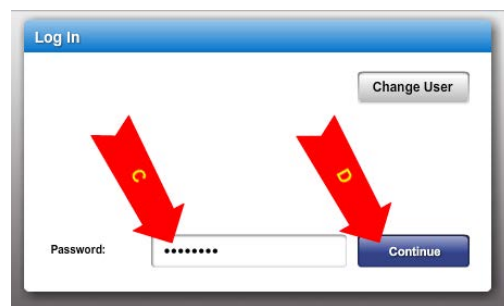 Log In
Change User
C
D
Password: ••••••••
Continue